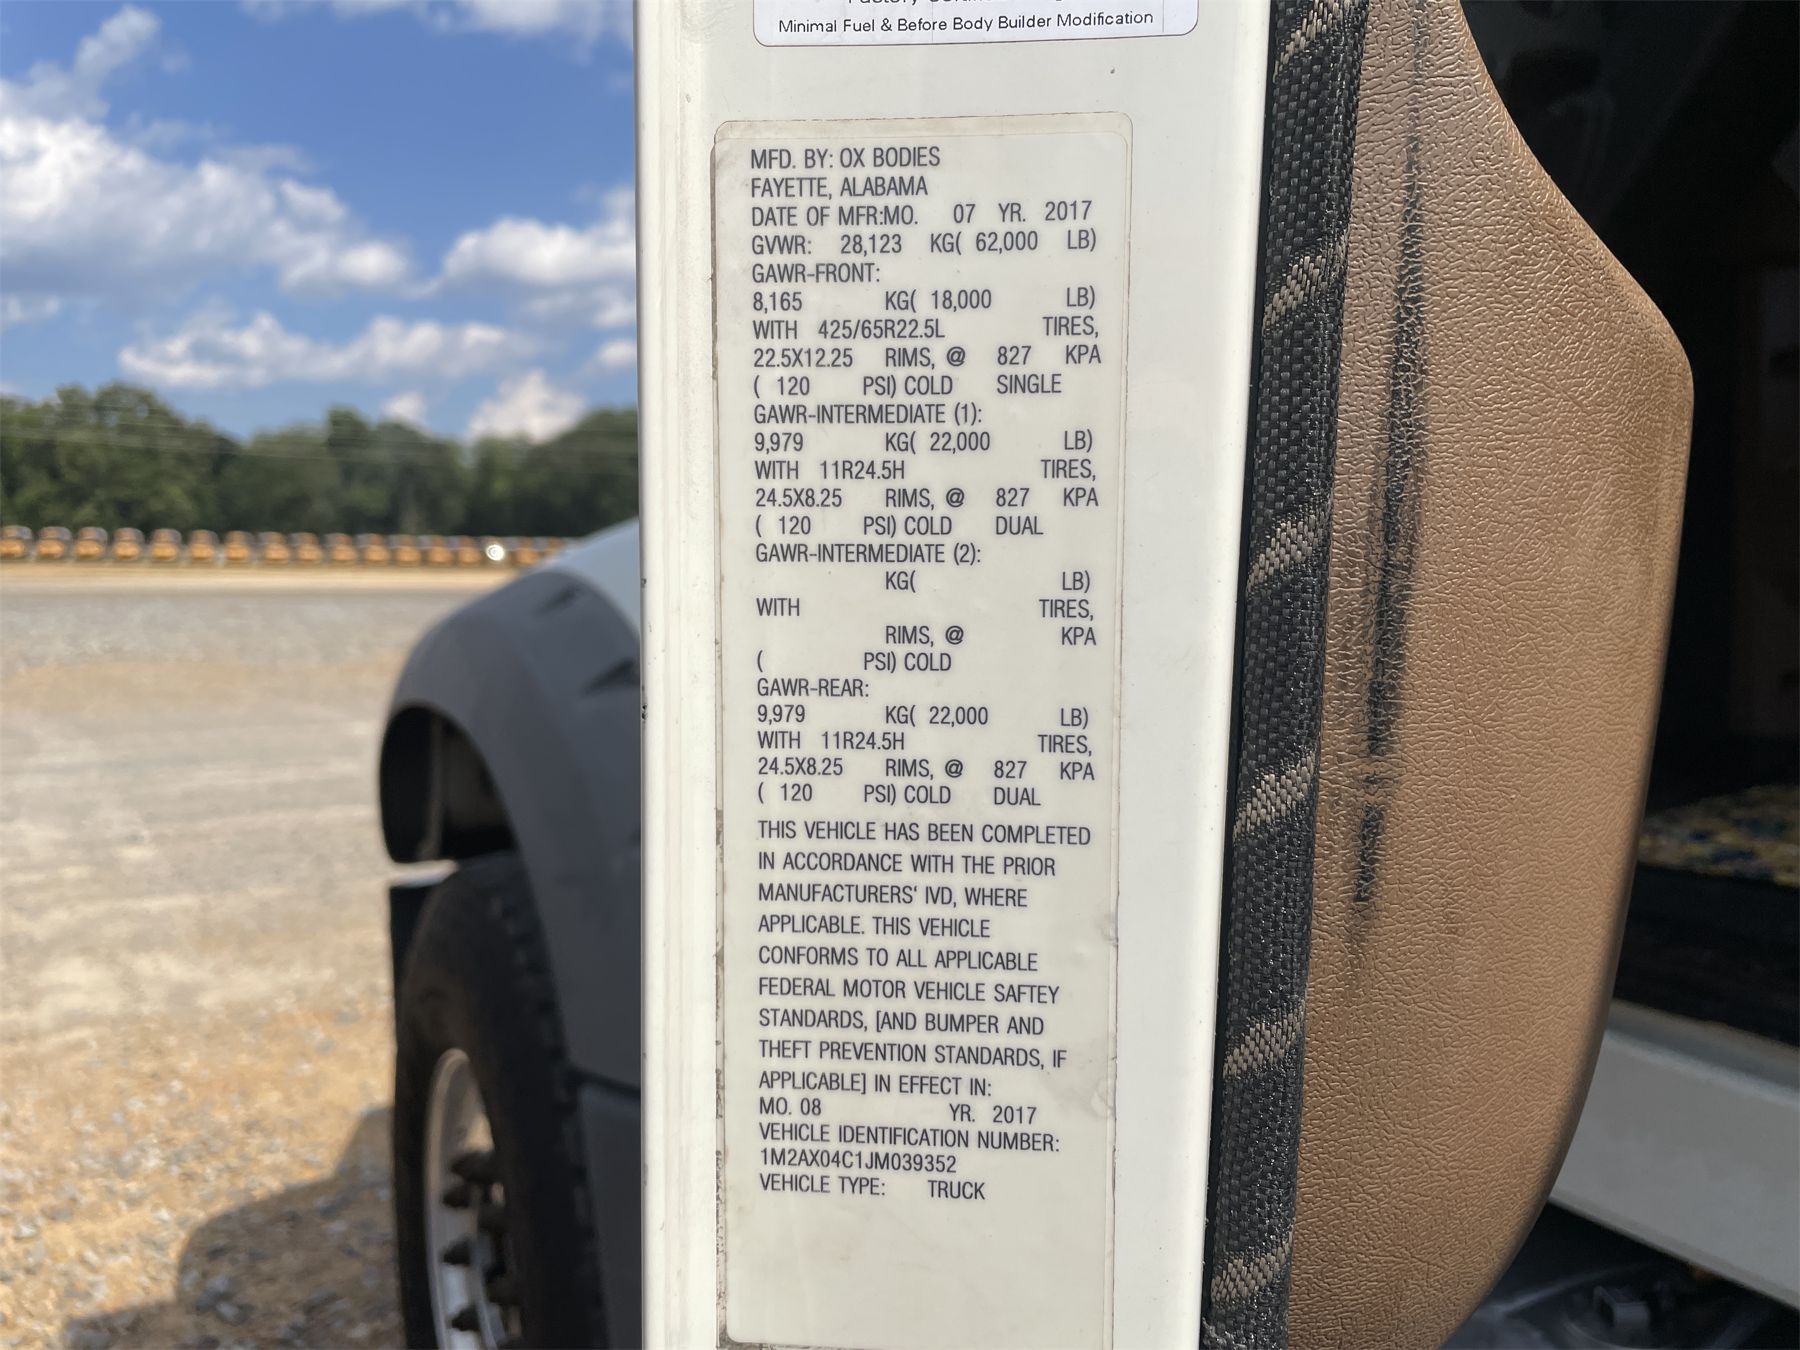 Minimal Fuel & Before Body Builder Modification
MFD. BY: OX BODIES
FAYETTE, ALABAMA
DATE OF MFR:MO. 07 YR. 2017
GVWR: 28,123 KG( 62,000 LB)
GAWR-FRONT:
8,165 KG( 18,000 LB)
WITH 425/65R22.5L TIRES,
22.5X12.25 RIMS, @ 827 KPA
( 120 PSI) COLD SINGLE
GAWR-INTERMEDIATE (1):
9,979 KG( 22,000 LB)
WITH 11R24.5H TIRES,
24.5X8.25 RIMS, @ 827 KPA
( 120 PSI) COLD DUAL
GAWR-INTERMEDIATE (2):
KG( LB)
WITH TIRES,
RIMS, @ KPA
( PSI) COLD
GAWR-REAR:
9,979 KG( 22,000 LB)
WITH 11R24.5H TIRES,
24.5X8.25 RIMS, @ 827 KPA
( 120 PSI) COLD DUAL
THIS VEHICLE HAS BEEN COMPLETED
IN ACCORDANCE WITH THE PRIOR
MANUFACTURERS' IVD, WHERE
APPLICABLE. THIS VEHICLE
CONFORMS TO ALL APPLICABLE
FEDERAL MOTOR VEHICLE SAFTEY
STANDARDS, [AND BUMPER AND
THEFT PREVENTION STANDARDS, IF
APPLICABLE] IN EFFECT IN:
MO. 08 YR. 2017
VEHICLE IDENTIFICATION NUMBER:
1M2AX04C1JM039352
VEHICLE TYPE: TRUCK